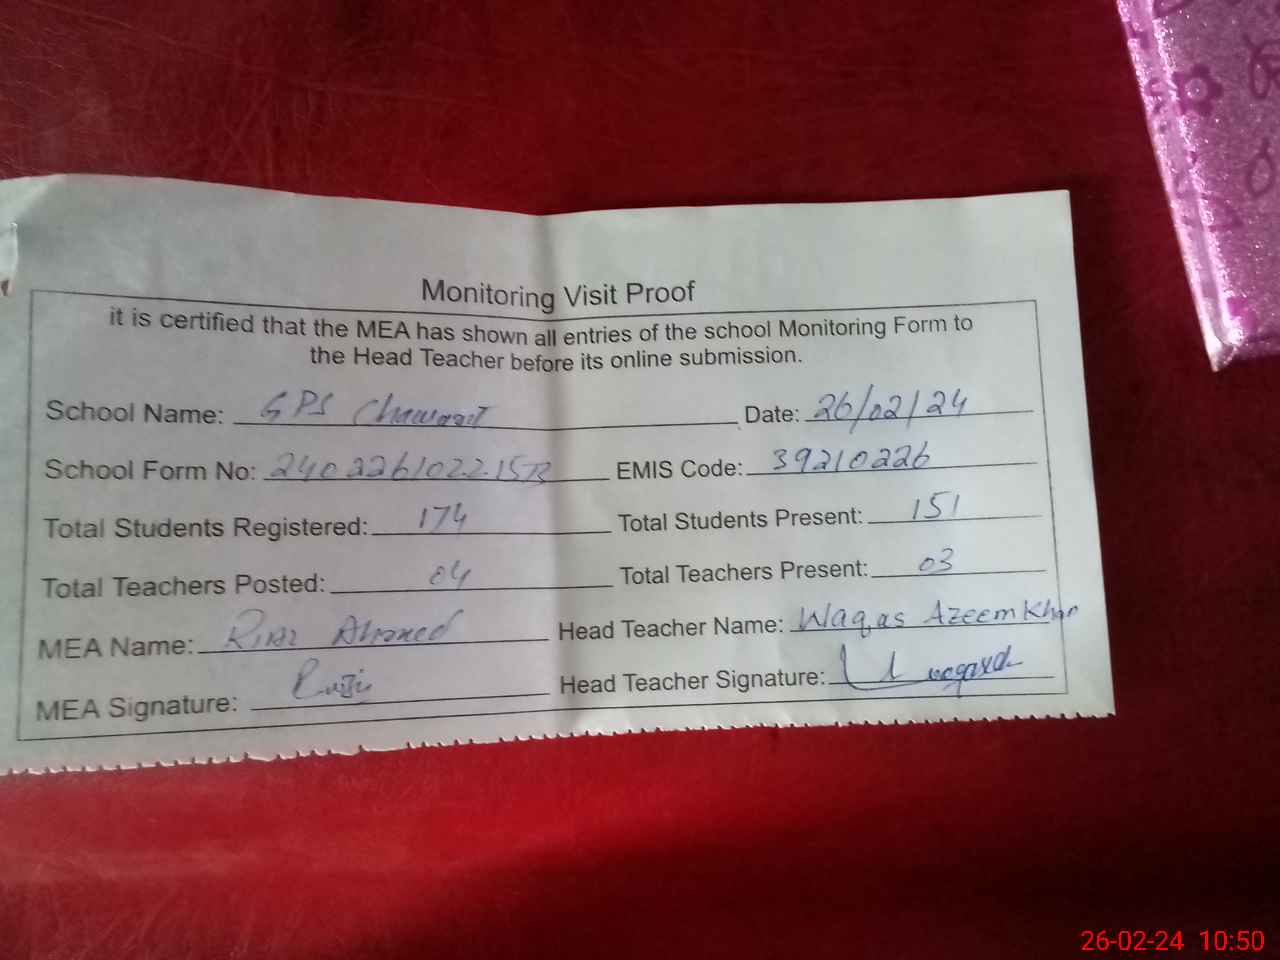 Monitoring Visit Proof
it is certified that the MEA has shown all entries of the school Monitoring Form to
the Head Teacher before its online submission.
School Name: GPS Date: 26/02/24
School Form No: EMIS Code: 39210226
Total Students Registered: 174 Total Students Present: 151
Total Teachers Posted: 04 Total Teachers Present: 03
MEA Name: Riaz Ahmed Head Teacher Name: Waqas Azeem Khan
MEA Signature: Head Teacher Signature:
26-02-24 10:50